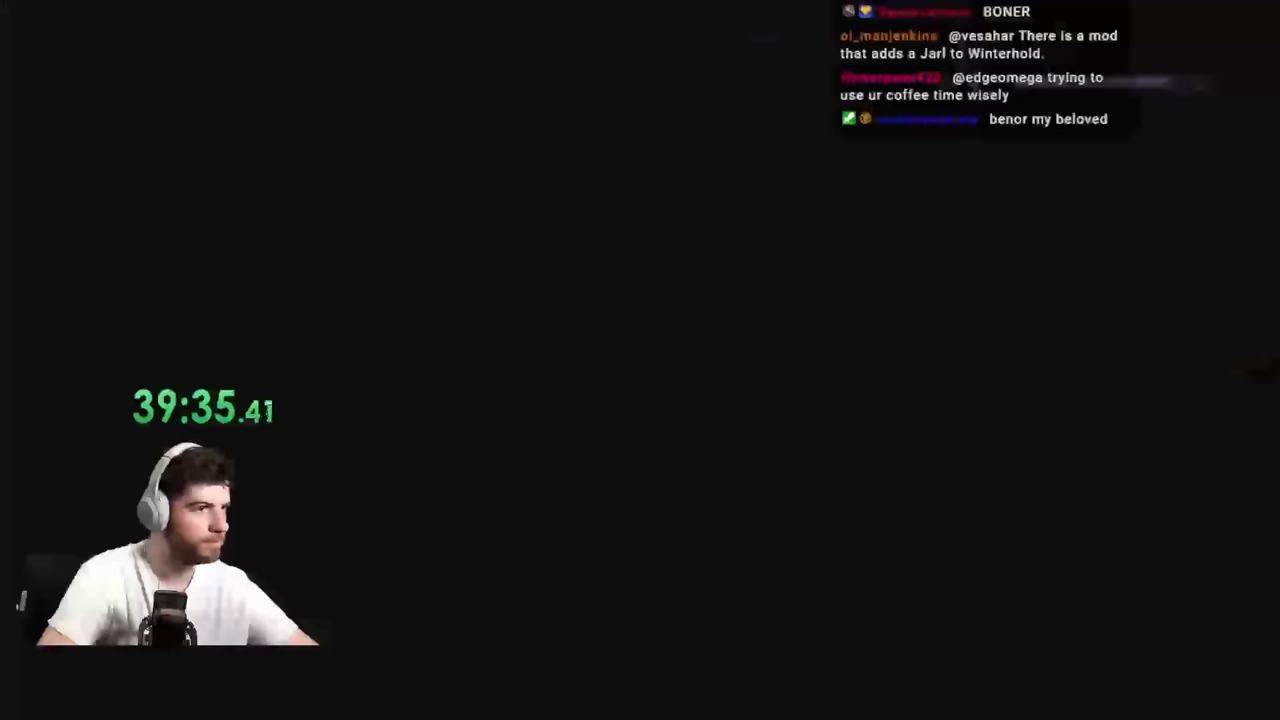 BONER
oi_manjenkins @vesahar There is a mod
that adds a Jarl to Winterhold.
@edgeomega trying to
use ur coffee time wisely
benor my beloved
39:35.41